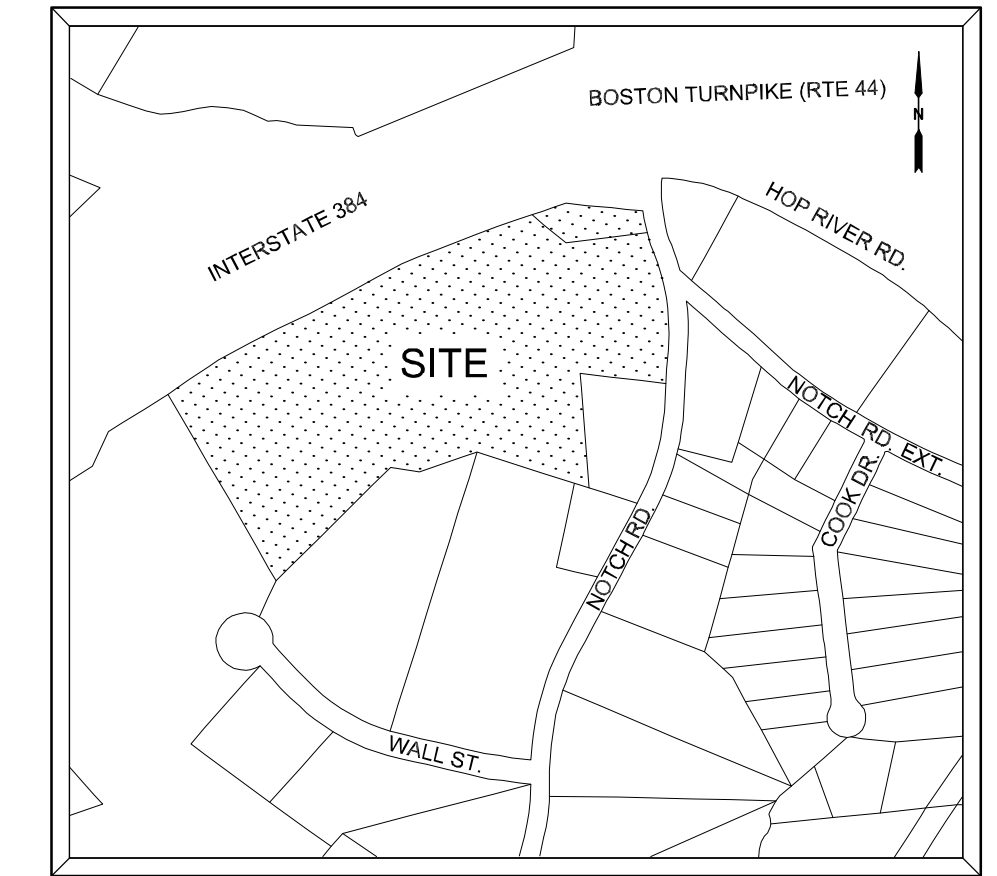 BOSTON TURNPIKE (RTE 44)
N
HOP RIVER RD.
INTERSTATE 384
SITE
NOTCH RD. EXT.
COOK DR.
NOTCH RD.
WALL ST.